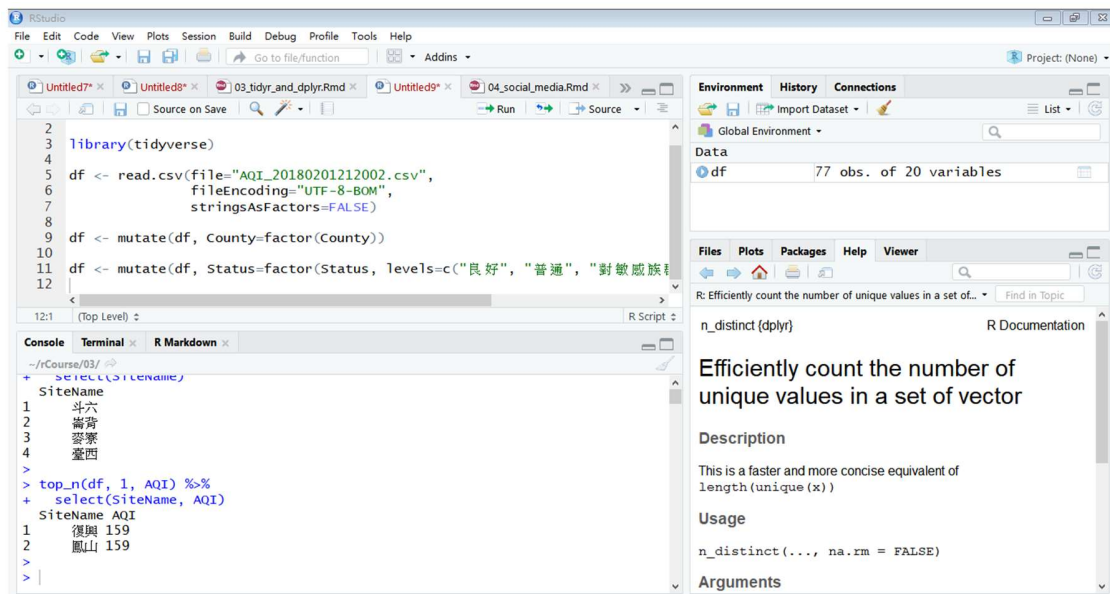 RStudio
File Edit Code View Plots Session Build Debug Profile Tools Help
Go to file/function Addins Project: (None)
Untitled7* Untitled8* 03_tidyr_and_dplyr.Rmd Untitled9* 04_social_media.Rmd
Source on Save Run Source
2
3 library(tidyverse)
4
5 df <- read.csv(file="AQI_20180201212002.csv",
6 fileEncoding="UTF-8-BOM",
7 stringsAsFactors=FALSE)
8
9 df <- mutate(df, County=factor(County))
10
11 df <- mutate(df, Status=factor(Status, levels=c("良好", "普通", "對敏感族群
12
12:1 (Top Level) R Script
Console Terminal R Markdown
~/rCourse/03/
+ select(SiteName)
SiteName
1 斗六
2 崙背
3 麥寮
4 臺西
>
> top_n(df, 1, AQI) %>%
+ select(SiteName, AQI)
SiteName AQI
1 復興 159
2 鳳山 159
>
>
Environment History Connections
Import Dataset List
Global Environment
Data
df 77 obs. of 20 variables
Files Plots Packages Help Viewer
R: Efficiently count the number of unique values in a set of... Find in Topic
n_distinct {dplyr} R Documentation
Efficiently count the number of
unique values in a set of vector
Description
This is a faster and more concise equivalent of
length(unique(x))
Usage
n_distinct(..., na.rm = FALSE)
Arguments